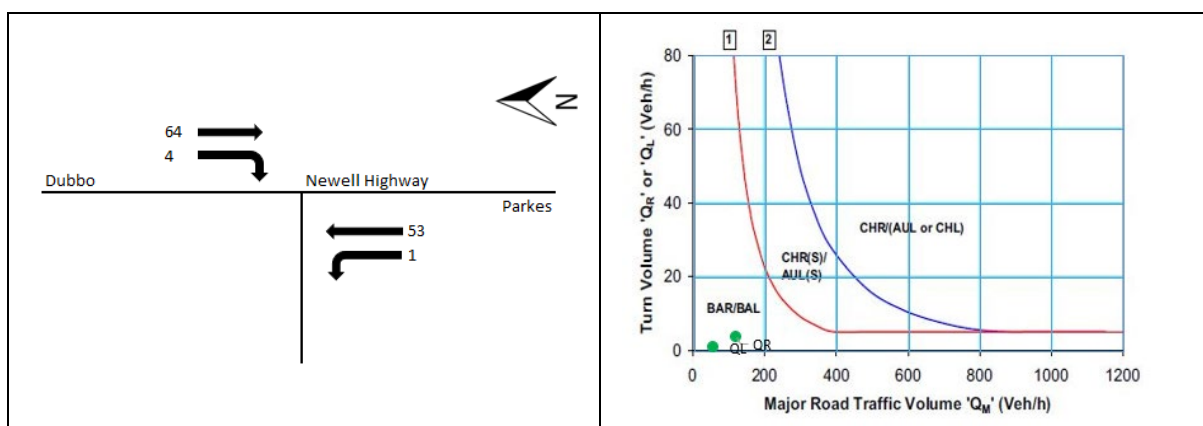 N
64
4
Dubbo
Newell Highway
Parkes
53
1
1
2
Turn Volume 'QR' or 'QL' (Veh/h)
80
60
40
20
0
CHR/(AUL or CHL)
CHR(S)/
AUL(S)
BAR/BAL
QL
QR
0
200
400
600
800
1000
1200
Major Road Traffic Volume 'QM' (Veh/h)